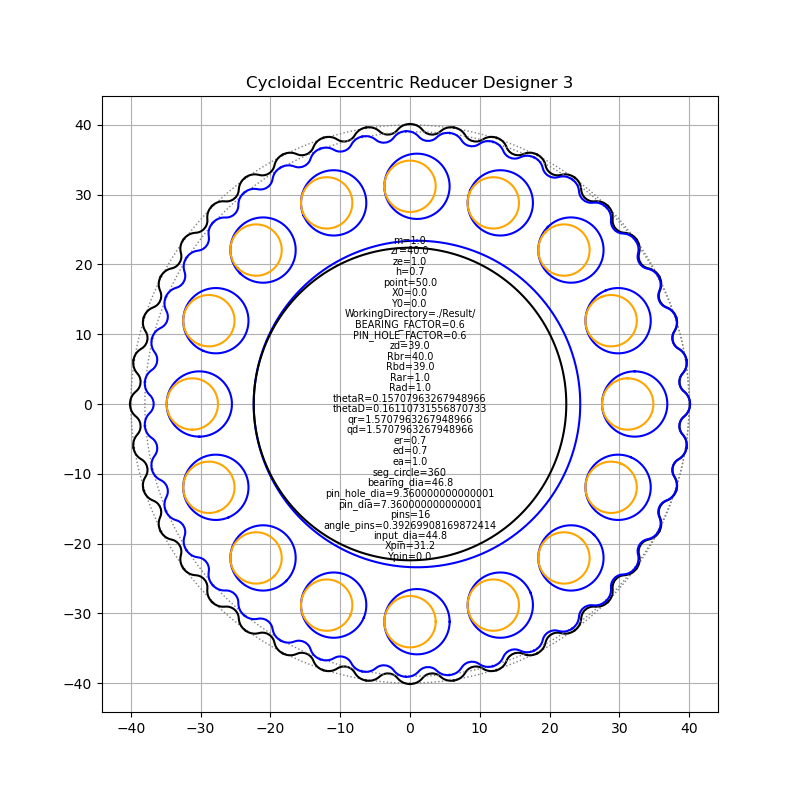 Cycloidal Eccentric Reducer Designer 3
40
30
20
10
0
−10
−20
−30
−40
m=1.0
zr=40.0
ze=1.0
h=0.7
point=50.0
X0=0.0
Y0=0.0
WorkingDirectory=./Result/
BEARING_FACTOR=0.6
PIN_HOLE_FACTOR=0.6
zd=39.0
Rbr=40.0
Rbd=39.0
Rar=1.0
Rad=1.0
thetaR=0.15707963267948966
thetaD=0.16110731556870733
qr=1.5707963267948966
qd=1.5707963267948966
er=0.7
ed=0.7
ea=1.0
seg_circle=360
bearing_dia=46.8
pin_hole_dia=9.360000000000001
pin_dia=7.360000000000001
pins=16
angle_pins=0.39269908169872414
input_dia=44.8
Xpin=31.2
Ypin=0.0
−40 −30 −20 −10 0 10 20 30 40